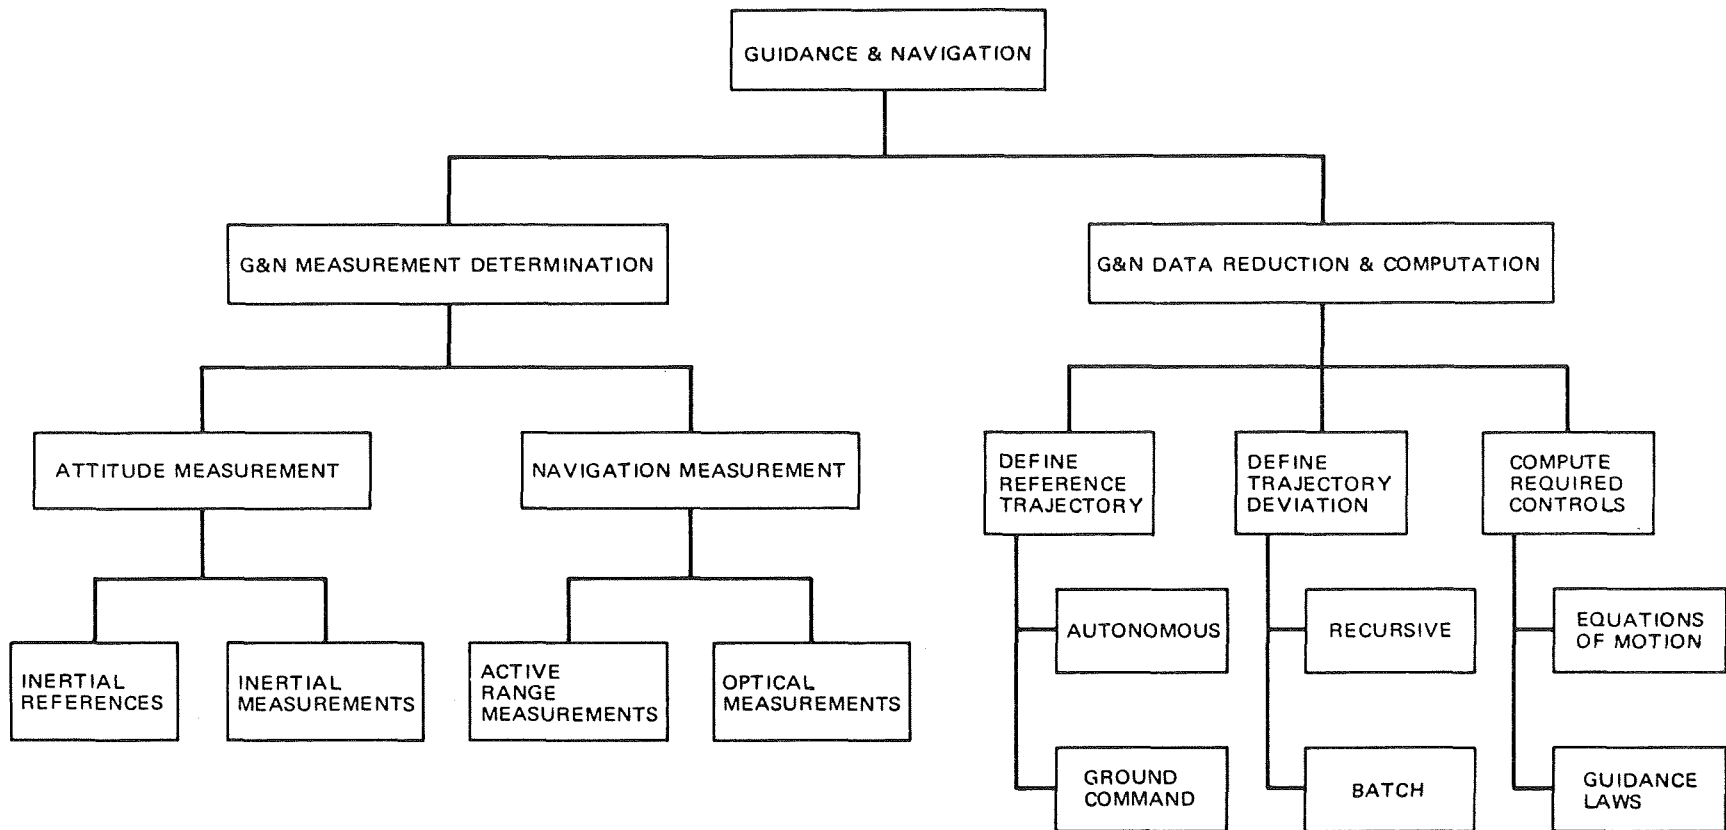 GUIDANCE & NAVIGATION
G&N MEASUREMENT DETERMINATION
G&N DATA REDUCTION & COMPUTATION
ATTITUDE MEASUREMENT
NAVIGATION MEASUREMENT
DEFINE
REFERENCE
TRAJECTORY
DEFINE
TRAJECTORY
DEVIATION
COMPUTE
REQUIRED
CONTROLS
INERTIAL
REFERENCES
INERTIAL
MEASUREMENTS
ACTIVE
RANGE
MEASUREMENTS
OPTICAL
MEASUREMENTS
AUTONOMOUS
RECURSIVE
EQUATIONS
OF MOTION
GROUND
COMMAND
BATCH
GUIDANCE
LAWS